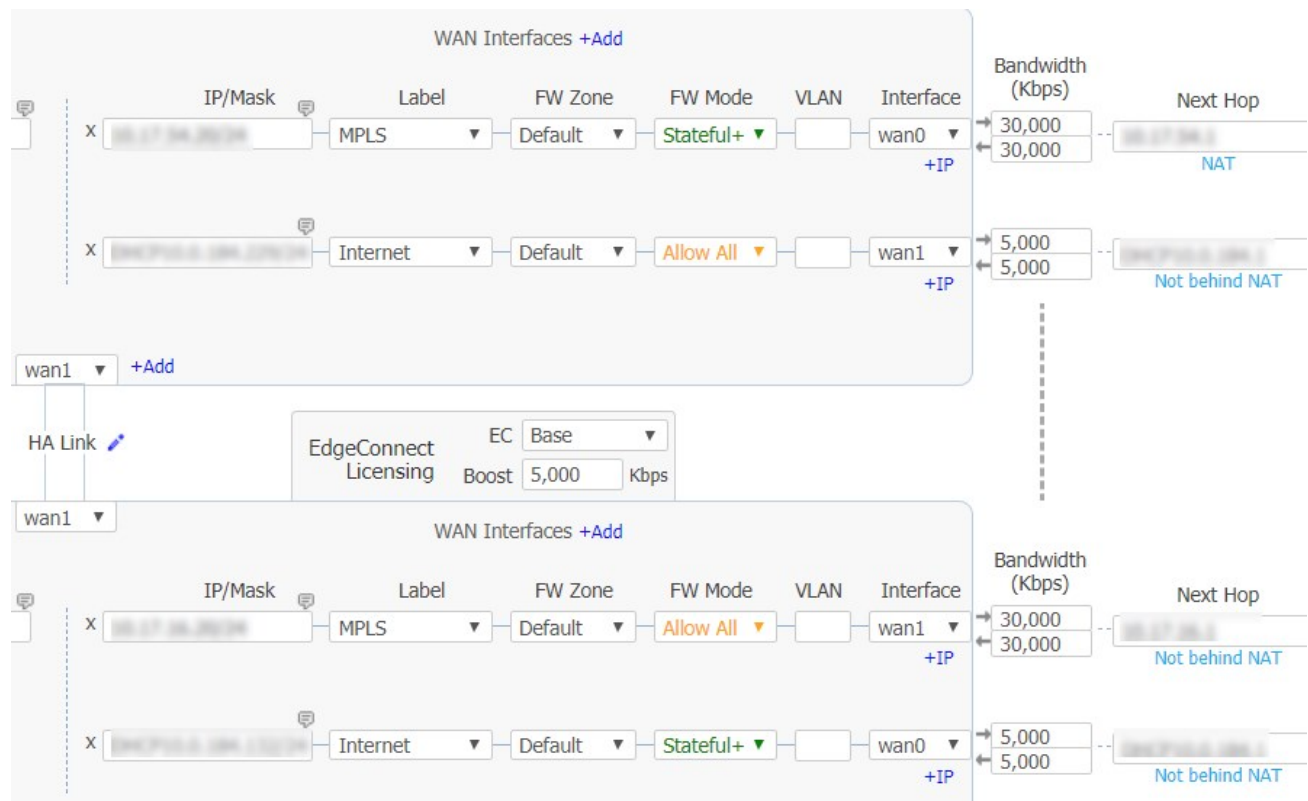 WAN Interfaces +Add
Bandwidth
(Kbps)
IP/Mask Label FW Zone FW Mode VLAN Interface Next Hop
X MPLS Default Stateful+ wan0 30,000
30,000
+IP NAT
X Internet Default Allow All wan1 5,000
5,000
+IP Not behind NAT
wan1 +Add
HA Link
EdgeConnect
Licensing
EC Base
Boost 5,000 Kbps
wan1
WAN Interfaces +Add
Bandwidth
(Kbps)
IP/Mask Label FW Zone FW Mode VLAN Interface Next Hop
X MPLS Default Allow All wan1 30,000
30,000
+IP Not behind NAT
X Internet Default Stateful+ wan0 5,000
5,000
+IP Not behind NAT